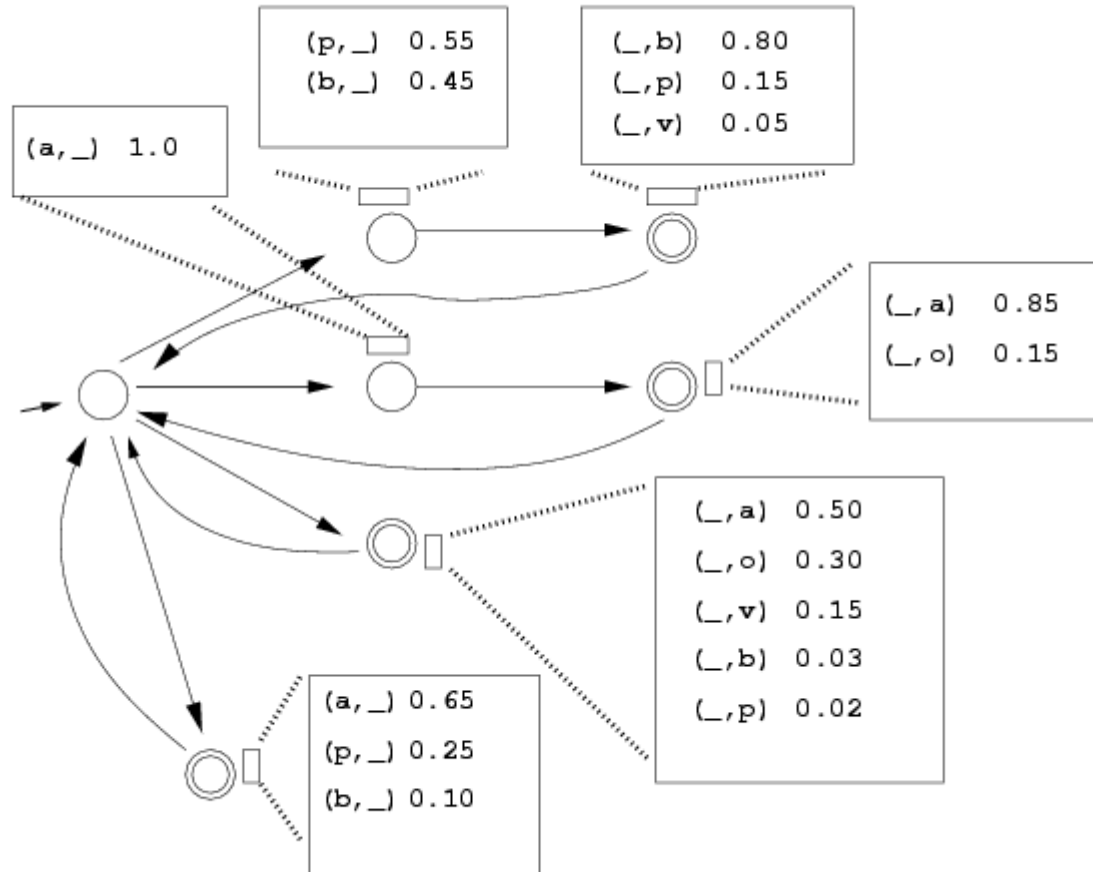 (p,_) 0.55
(b,_) 0.45
(_,b) 0.80
(_,p) 0.15
(_,v) 0.05
(a,_) 1.0
(_,a) 0.85
(_,o) 0.15
(_,a) 0.50
(_,o) 0.30
(_,v) 0.15
(_,b) 0.03
(_,p) 0.02
(a,_) 0.65
(p,_) 0.25
(b,_) 0.10